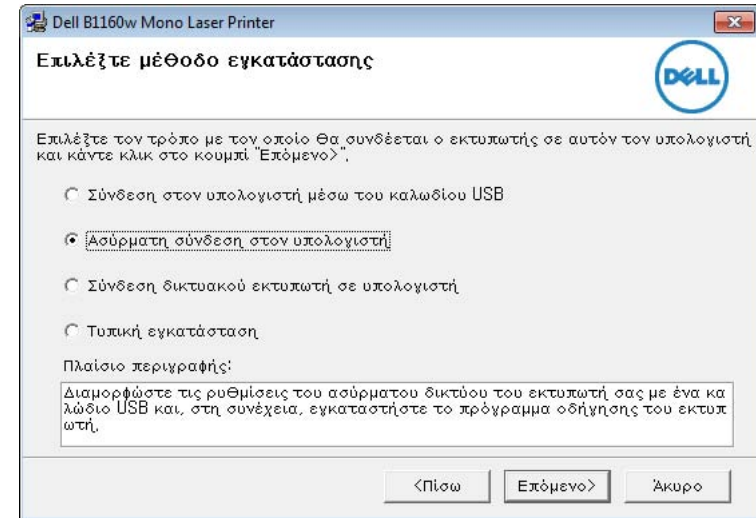 Dell B1160w Mono Laser Printer
Επιλέξτε μέθοδο εγκατάστασης
DELL
Επιλέξτε τον τρόπο με τον οποίο θα συνδέεται ο εκτυπωτής σε αυτόν τον υπολογιστή
και κάντε κλικ στο κουμπί "Επόμενο>".
Σύνδεση στον υπολογιστή μέσω του καλωδίου USB
Ασύρματη σύνδεση στον υπολογιστή
Σύνδεση δικτυακού εκτυπωτή σε υπολογιστή
Τυπική εγκατάσταση
Πλαίσιο περιγραφής:
Διαμορφώστε τις ρυθμίσεις του ασύρματου δικτύου του εκτυπωτή σας με ένα κα
λώδιο USB και, στη συνέχεια, εγκαταστήστε το πρόγραμμα οδήγησης του εκτυπ
ωτή.
<Πίσω Επόμενο> Άκυρο